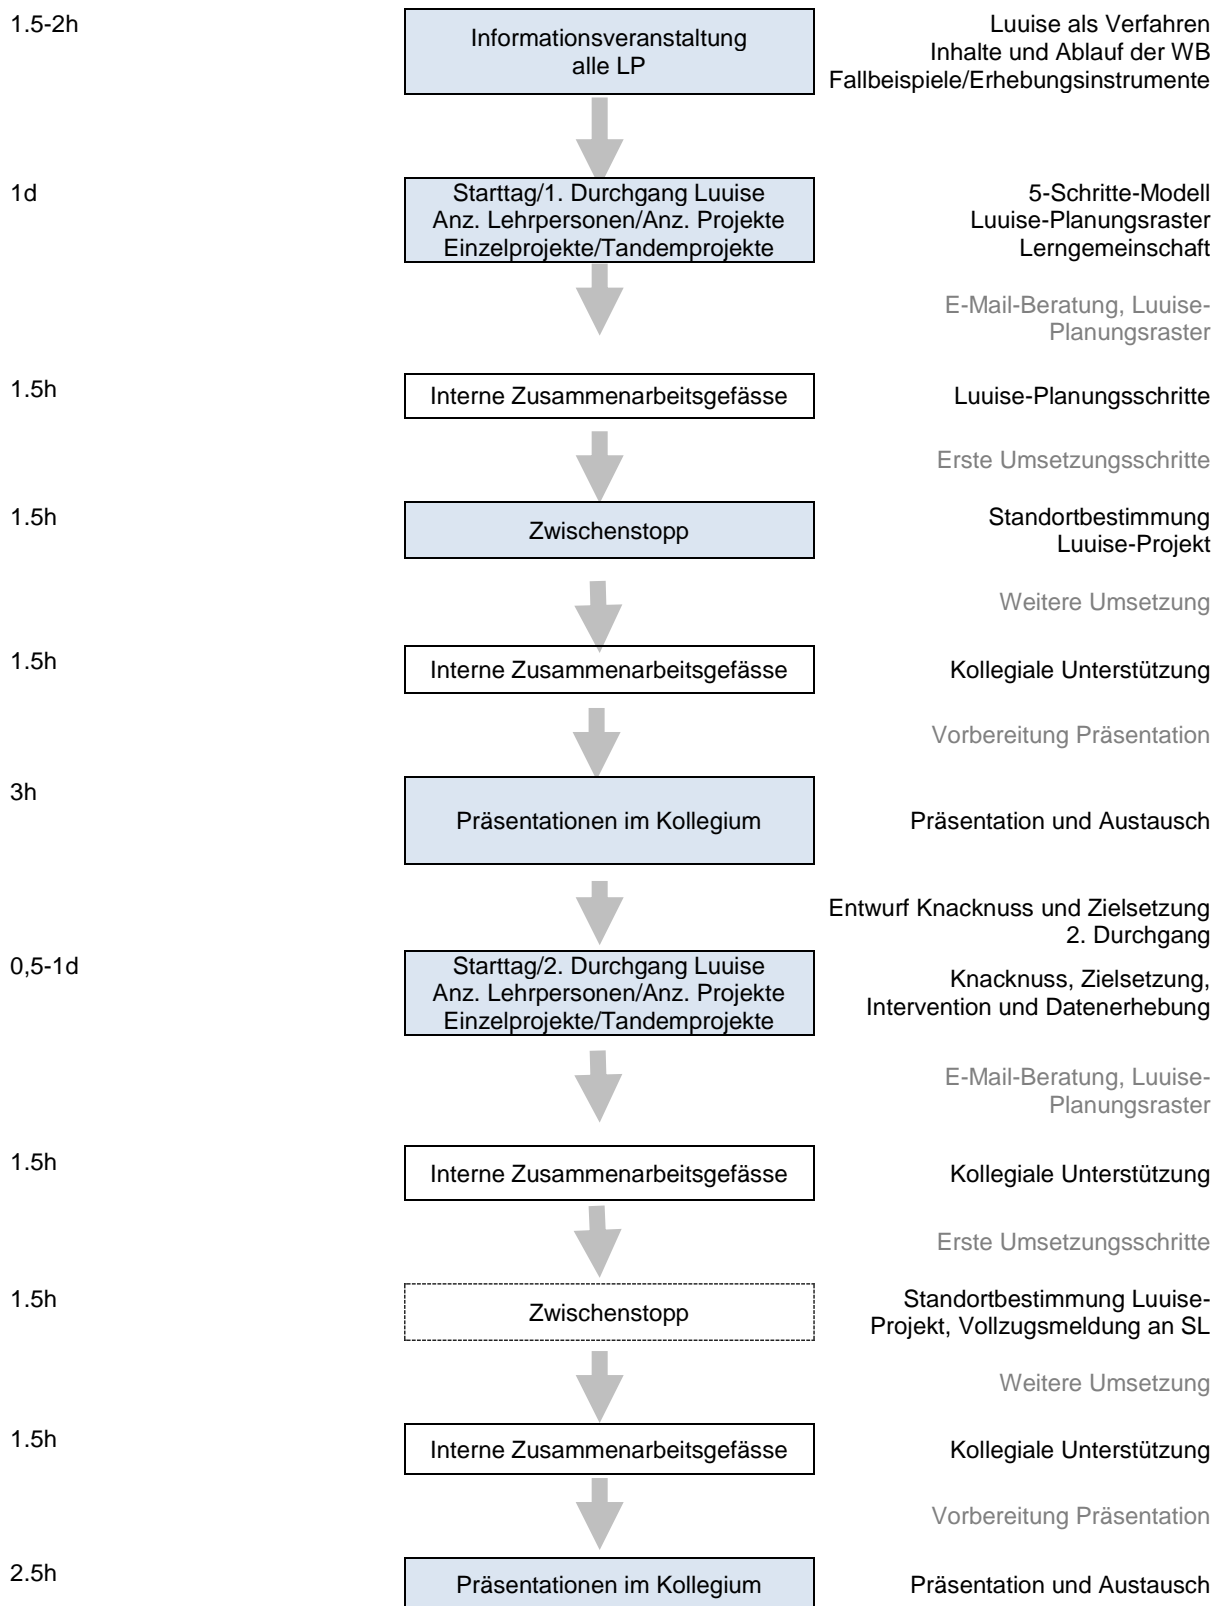 1.5-2h
Informationsveranstaltung
alle LP
Luuise als Verfahren
Inhalte und Ablauf der WB
Fallbeispiele/Erhebungsinstrumente
1d
Starttag/1. Durchgang Luuise
Anz. Lehrpersonen/Anz. Projekte
Einzelprojekte/Tandemprojekte
5-Schritte-Modell
Luuise-Planungsraster
Lerngemeinschaft
E-Mail-Beratung, Luuise-
Planungsraster
1.5h
Interne Zusammenarbeitsgefässe
Luuise-Planungsschritte
Erste Umsetzungsschritte
1.5h
Zwischenstopp
Standortbestimmung
Luuise-Projekt
Weitere Umsetzung
1.5h
Interne Zusammenarbeitsgefässe
Kollegiale Unterstützung
Vorbereitung Präsentation
3h
Präsentationen im Kollegium
Präsentation und Austausch
Entwurf Knacknuss und Zielsetzung
2. Durchgang
0,5-1d
Starttag/2. Durchgang Luuise
Anz. Lehrpersonen/Anz. Projekte
Einzelprojekte/Tandemprojekte
Knacknuss, Zielsetzung,
Intervention und Datenerhebung
E-Mail-Beratung, Luuise-
Planungsraster
1.5h
Interne Zusammenarbeitsgefässe
Kollegiale Unterstützung
Erste Umsetzungsschritte
1.5h
Zwischenstopp
Standortbestimmung Luuise-
Projekt, Vollzugsmeldung an SL
Weitere Umsetzung
1.5h
Interne Zusammenarbeitsgefässe
Kollegiale Unterstützung
Vorbereitung Präsentation
2.5h
Präsentationen im Kollegium
Präsentation und Austausch